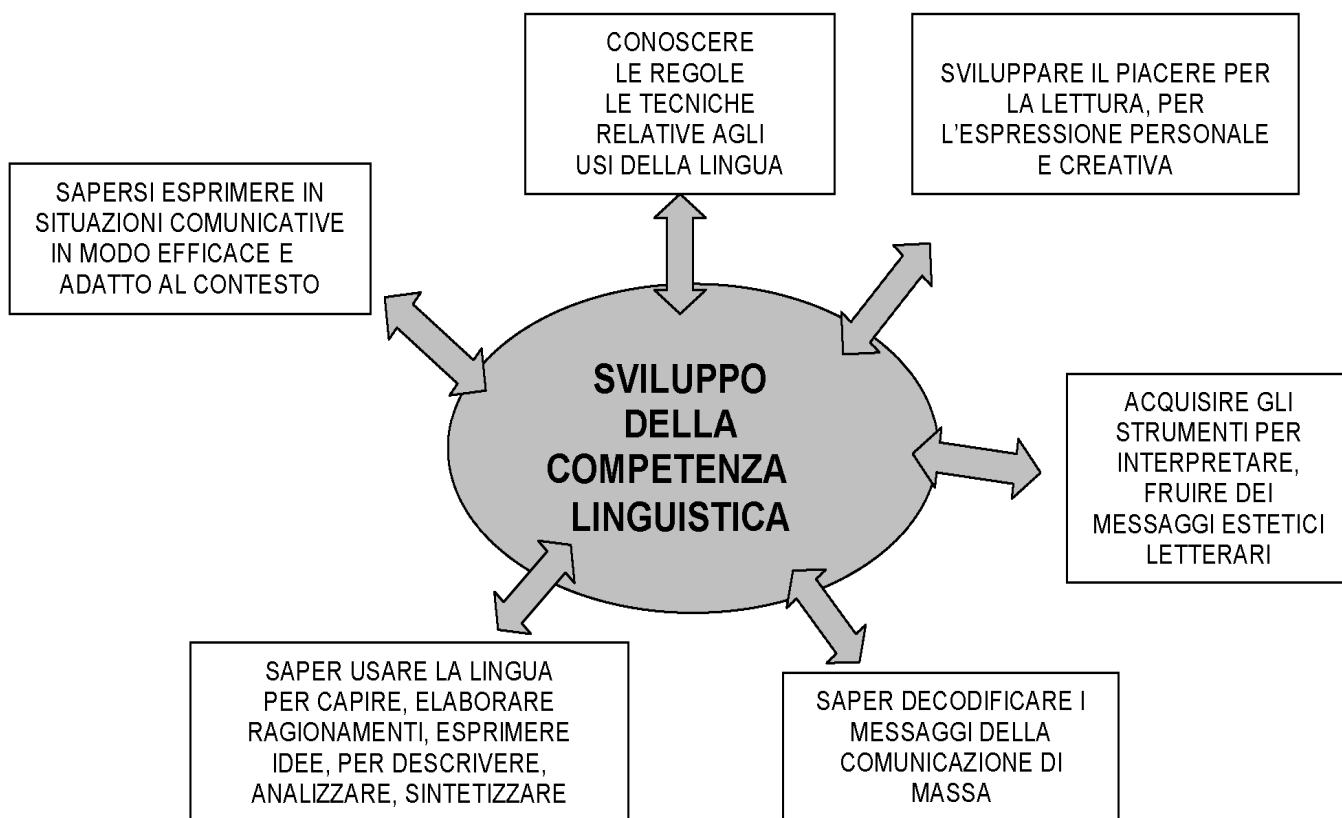 CONOSCERE
LE REGOLE
LE TECNICHE
RELATIVE AGLI
USI DELLA LINGUA
SVILUPPARE IL PIACERE PER
LA LETTURA, PER
L'ESPRESSIONE PERSONALE
E CREATIVA
SAPERSI ESPRIMERE IN
SITUAZIONI COMUNICATIVE
IN MODO EFFICACE E
ADATTO AL CONTESTO
SVILUPPO
DELLA
COMPETENZA
LINGUISTICA
ACQUISIRE GLI
STRUMENTI PER
INTERPRETARE,
FRUIRE DEI
MESSAGGI ESTETICI
LETTERARI
SAPER USARE LA LINGUA
PER CAPIRE, ELABORARE
RAGIONAMENTI, ESPRIMERE
IDEE, PER DESCRIVERE,
ANALIZZARE, SINTETIZZARE
SAPER DECODIFICARE I
MESSAGGI DELLA
COMUNICAZIONE DI
MASSA